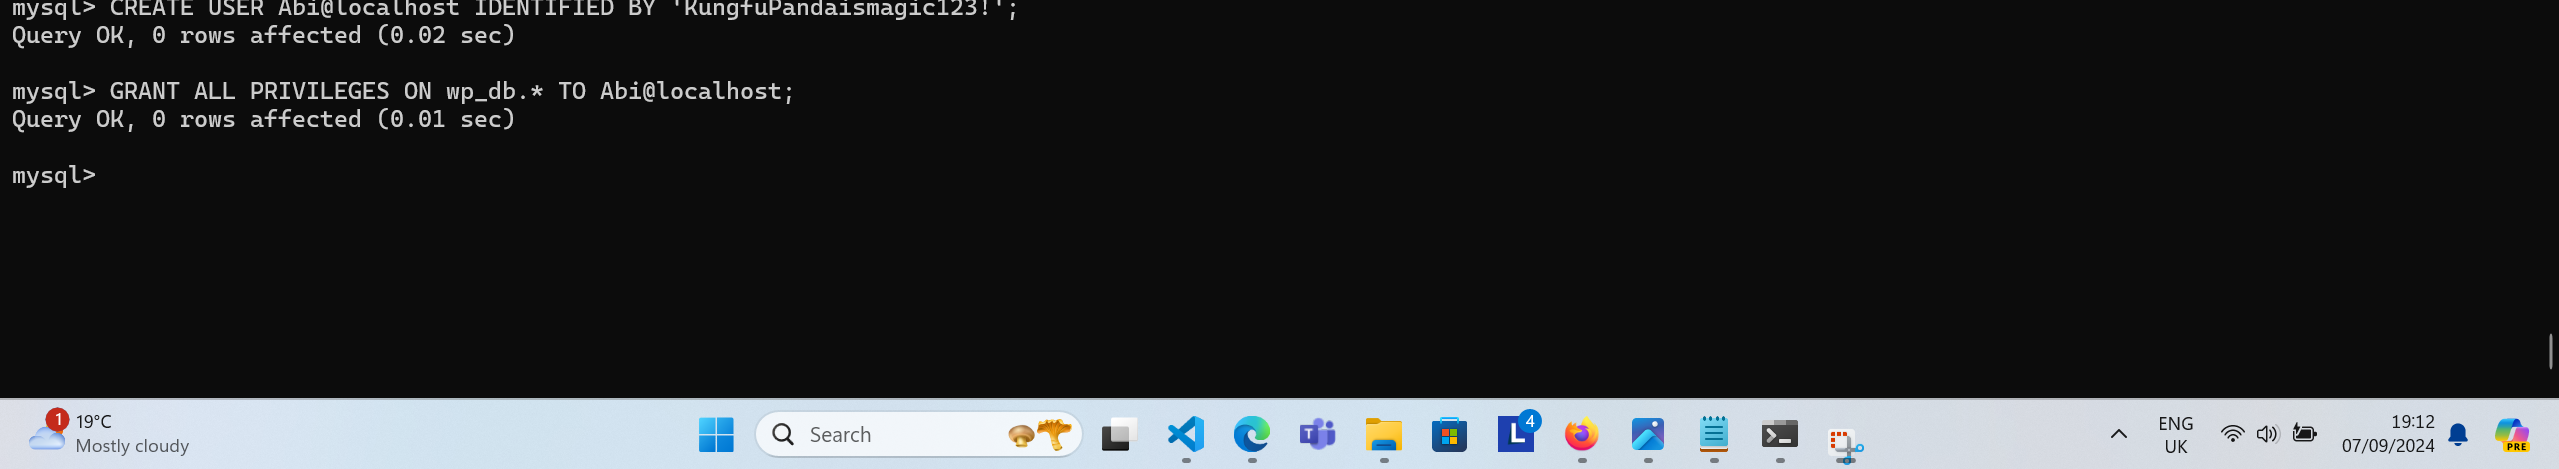 mysql> CREATE USER Abi@localhost IDENTIFIED BY 'KungfuPandaismagic123!';
Query OK, 0 rows affected (0.02 sec)
mysql> GRANT ALL PRIVILEGES ON wp_db.* TO Abi@localhost;
Query OK, 0 rows affected (0.01 sec)
mysql>
1
19°C
Mostly cloudy
Search
T
L
4
ENG
UK
19:12
07/09/2024
PRE